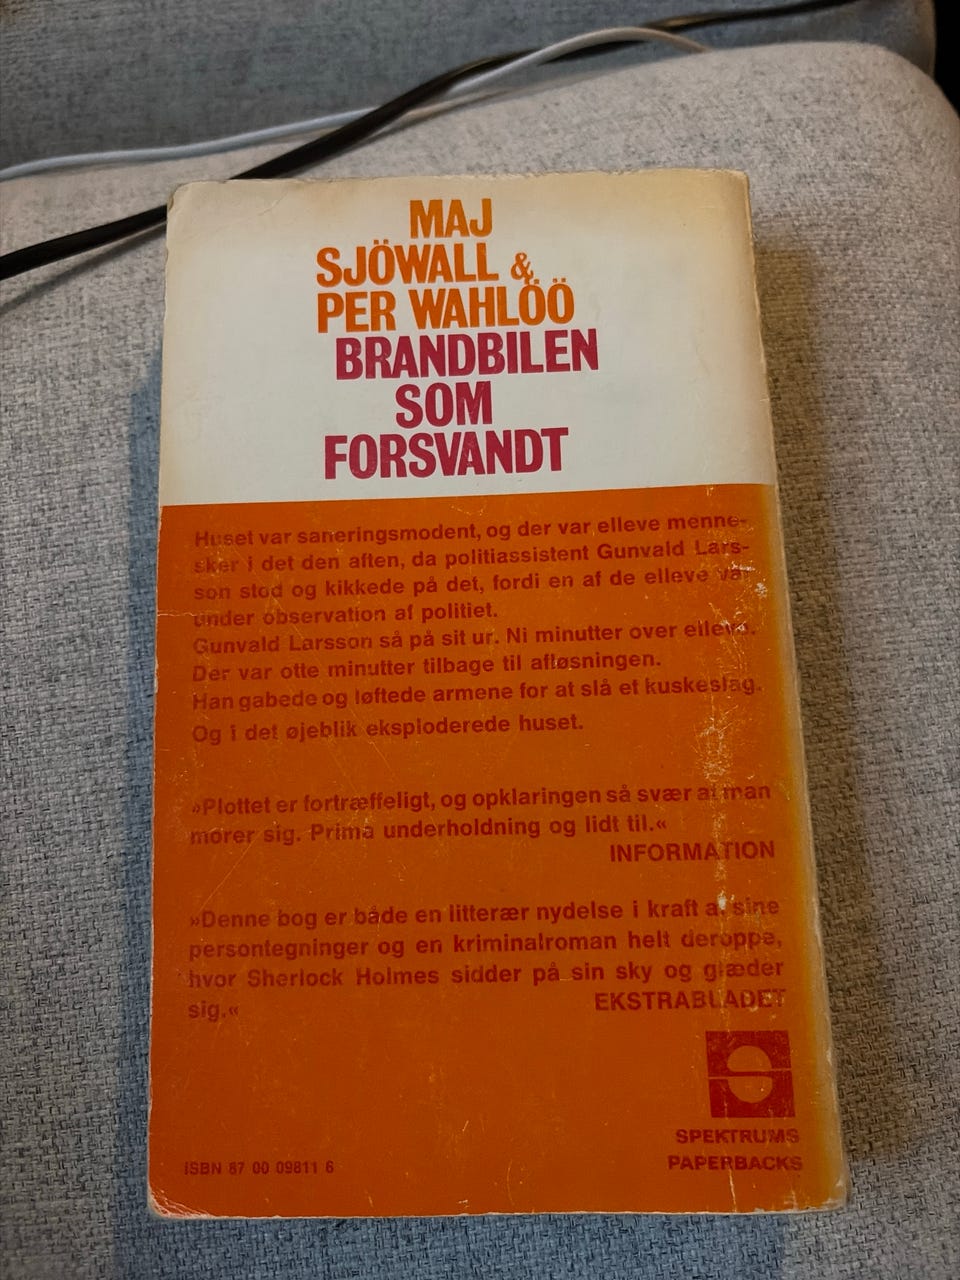 MAJ
SJÖWALL &
PER WAHLÖÖ
BRANDBILEN
SOM
FORSVANDT
Huset var saneringsmodent, og der var elleve menne-
sker i det den aften, da politiassistent Gunvald Lars-
son stod og kikkede på det, fordi en af de elleve var
under observation af politiet.
Gunvald Larsson så på sit ur. Ni minutter over elleve.
Der var otte minutter tilbage til afløsningen.
Han gabede og løftede armene for at slå et kuskeslag.
Og i det øjeblik eksploderede huset.
»Plottet er fortræffeligt, og opklaringen så svær at man
morer sig. Prima underholdning og lidt til.«
INFORMATION
»Denne bog er både en litterær nydelse i kraft af sine
persontegninger og en kriminalroman helt deroppe,
hvor Sherlock Holmes sidder på sin sky og glæder
sig.« EKSTRABLADET
SPEKTRUMS
PAPERBACKS
ISBN 87 00 09811 6